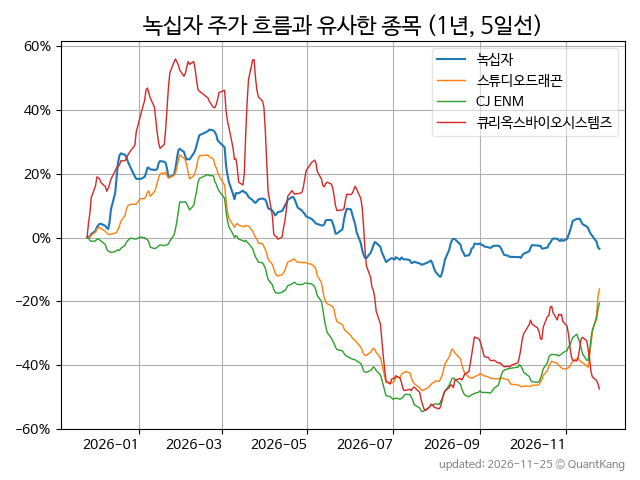 녹십자 주가 흐름과 유사한 종목 (1년, 5일선)
녹십자
스튜디오드래곤
CJ ENM
큐리옥스바이오시스템즈
60%
40%
20%
0%
−20%
−40%
−60%
2026-01
2026-03
2026-05
2026-07
2026-09
2026-11
updated: 2026-11-25 © QuantKang